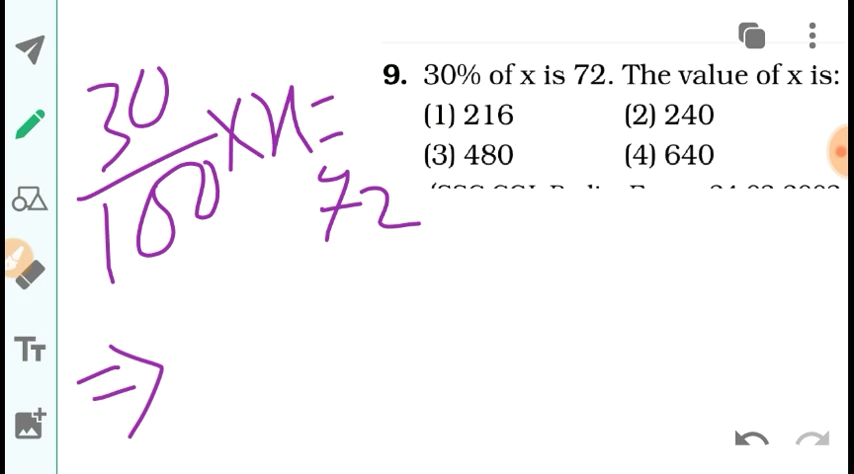 9. 30% of x is 72. The value of x is:
(1) 216 (2) 240
(3) 480 (4) 640
30/100 × x =
72
⇒
TT